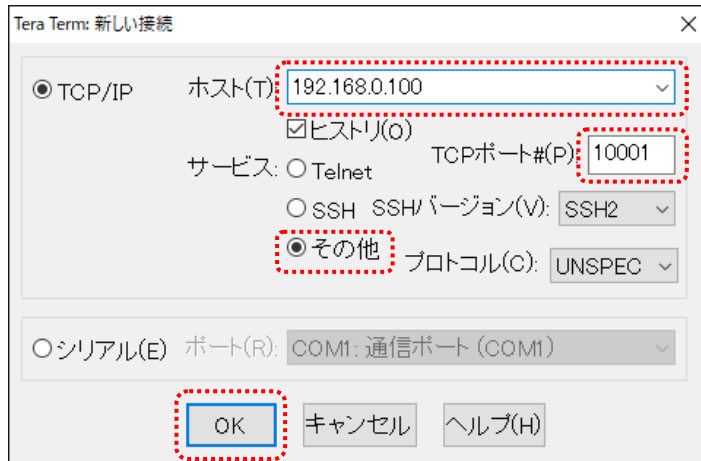 Tera Term: 新しい接続
TCP/IP ホスト(T): 192.168.0.100
ヒストリ(O)
サービス: Telnet TCPポート#(P): 10001
SSH SSHバージョン(V): SSH2
その他 プロトコル(C): UNSPEC
シリアル(E) ポート(R): COM1: 通信ポート (COM1)
OK キャンセル ヘルプ(H)